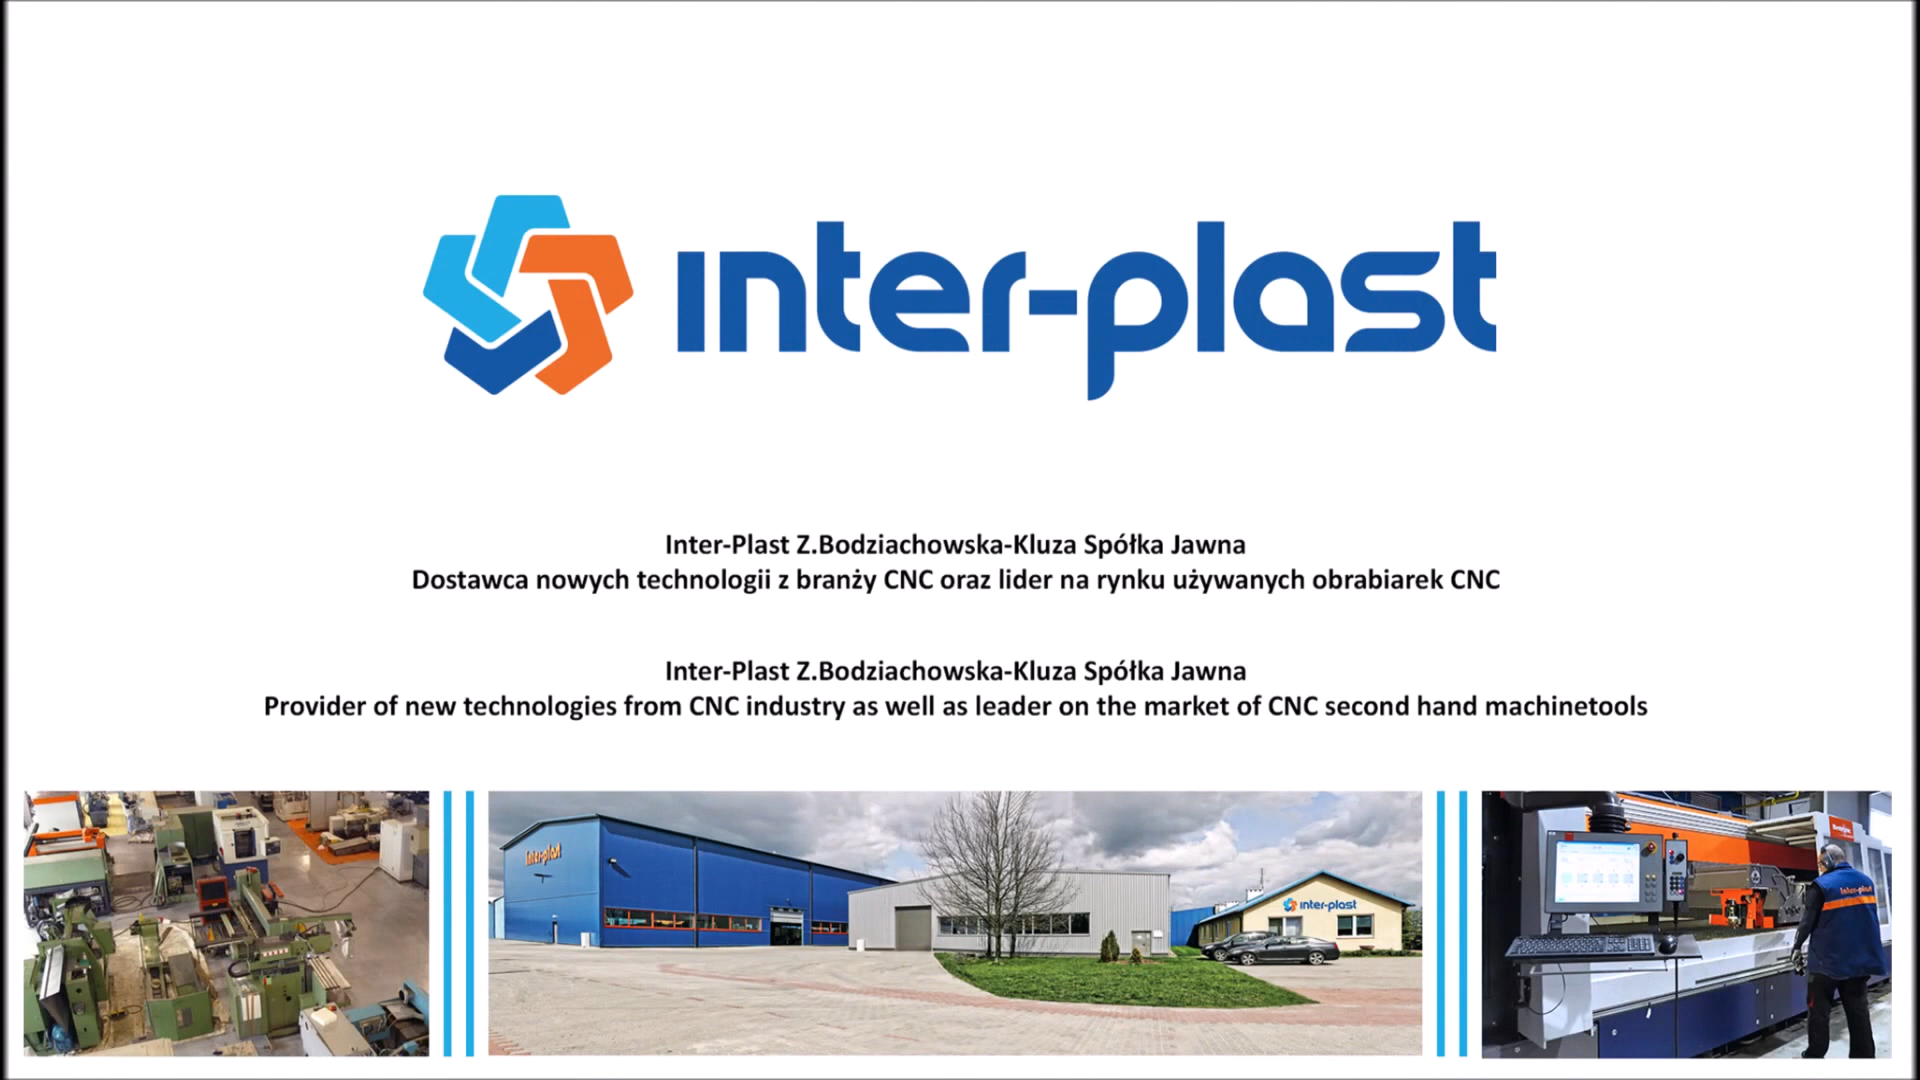 inter-plast
Inter-Plast Z.Bodziachowska-Kluza Spółka Jawna
Dostawca nowych technologii z branży CNC oraz lider na rynku używanych obrabiarek CNC
Inter-Plast Z.Bodziachowska-Kluza Spółka Jawna
Provider of new technologies from CNC industry as well as leader on the market of CNC second hand machinetools
inter-plast
inter-plast
Inter-plast